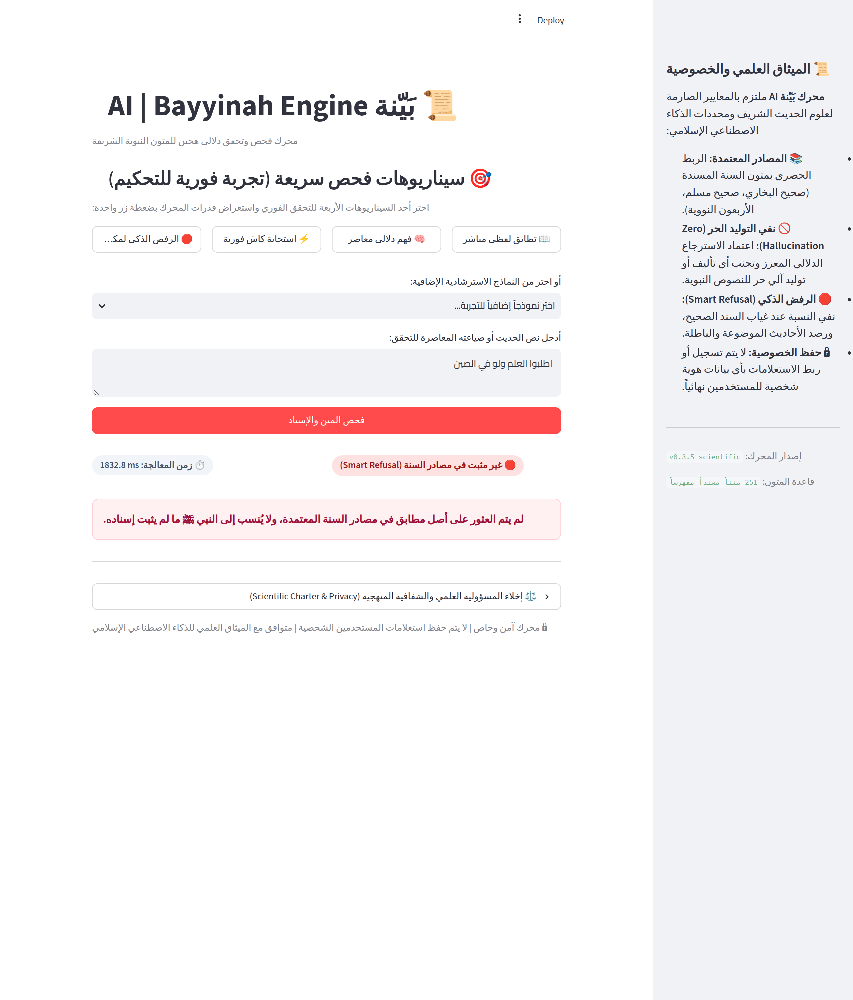 Deploy
📜 بَيّنة AI | Bayyinah Engine
محرك فحص وتحقق دلالي هجين للمتون النبوية الشريفة
🎯 سيناريوهات فحص سريعة (تجربة فورية للتحكيم)
اختر أحد السيناريوهات الأربعة للتحقق الفوري واستعراض قدرات المحرك بضغطة زر واحدة:
📖 تطابق لفظي مباشر
🧠 فهم دلالي معاصر
⚡ استجابة كاش فورية
🛑 الرفض الذكي لمكـ...
أو اختر من النماذج الاسترشادية الإضافية:
اختر نموذجاً إضافياً للتجربة...
أدخل نص الحديث أو صياغته المعاصرة للتحقق:
اطلبوا العلم ولو في الصين
فحص المتن والإسناد
🛑 غير مثبت في مصادر السنة (Smart Refusal)
⏱️ زمن المعالجة: 1832.8 ms
لم يتم العثور على أصل مطابق في مصادر السنة المعتمدة، ولا يُنسب إلى النبي ﷺ ما لم يثبت إسناده.
⚖️ إخلاء المسؤولية العلمي والشفافية المنهجية (Scientific Charter & Privacy)
🔒 محرك آمن وخاص | لا يتم حفظ استعلامات المستخدمين الشخصية | متوافق مع الميثاق العلمي للذكاء الاصطناعي الإسلامي
📜 الميثاق العلمي والخصوصية
محرك بَيّنة AI ملتزم بالمعايير الصارمة
لعلوم الحديث الشريف ومحددات الذكاء
الاصطناعي الإسلامي:
• 📚 المصادر المعتمدة: الربط
الحصري بمتون السنة المسندة
(صحيح البخاري، صحيح مسلم،
الأربعون النووية).
• 🚫 نفي التوليد الحر (Zero
Hallucination): اعتماد الاسترجاع
الدلالي المعزز وتجنب أي تأليف أو
توليد آلي حر للنصوص النبوية.
• 🛑 الرفض الذكي (Smart Refusal):
نفي النسبة عند غياب السند الصحيح،
ورصد الأحاديث الموضوعة والباطلة.
• 🔒 حفظ الخصوصية: لا يتم تسجيل أو
ربط الاستعلامات بأي بيانات هوية
شخصية للمستخدمين نهائياً.
إصدار المحرك: v0.3.5-scientific
قاعدة المتون: 251 متناً مسنداً مفهرساً